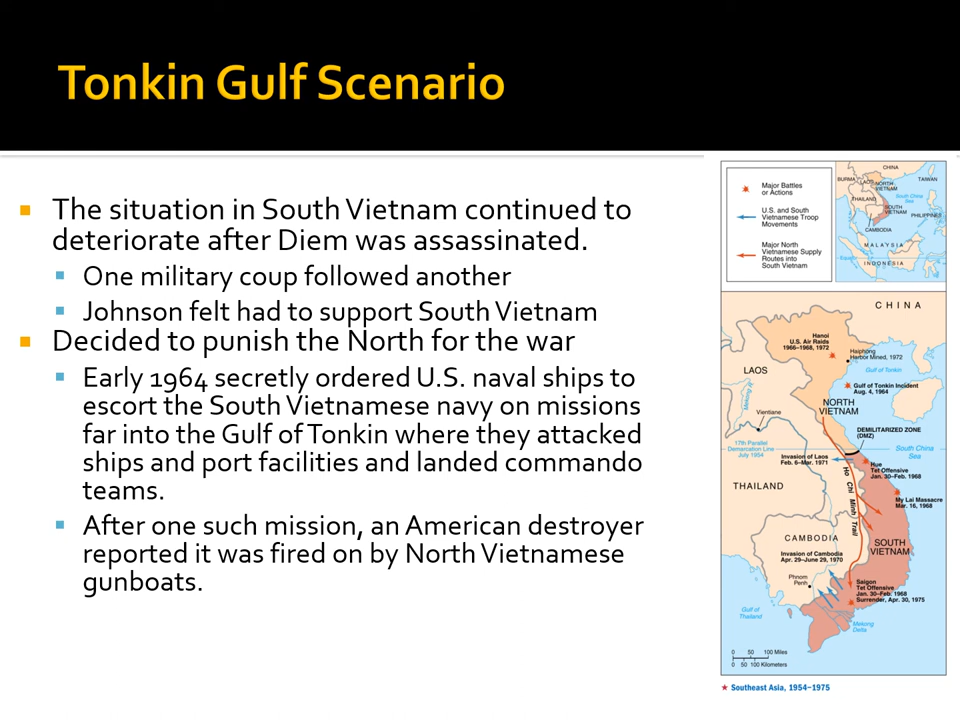 Tonkin Gulf Scenario
The situation in South Vietnam continued to
deteriorate after Diem was assassinated.
One military coup followed another
Johnson felt had to support South Vietnam
Decided to punish the North for the war
Early 1964 secretly ordered U.S. naval ships to
escort the South Vietnamese navy on missions
far into the Gulf of Tonkin where they attacked
ships and port facilities and landed commando
teams.
After one such mission, an American destroyer
reported it was fired on by North Vietnamese
gunboats.
Major Battles
or Actions
U.S. and South
Vietnamese Troop
Movements
Major North
Vietnamese Supply
Routes into
South Vietnam
CHINA
BURMA
LAOS
NORTH
VIETNAM
TAIWAN
THAILAND
South China
Sea
SOUTH
VIETNAM
PHILIPPINES
CAMBODIA
MALAYSIA
INDONESIA
CHINA
Hanoi
U.S. Air Raids
1966–1968, 1972
Haiphong
Harbor Mined, 1972
LAOS
Gulf of Tonkin
Gulf of Tonkin Incident
Aug. 4, 1964
Mekong R.
NORTH
VIETNAM
Vientiane
DEMILITARIZED ZONE
(DMZ)
17th Parallel
Demarcation Line
July 1954
South China
Sea
Invasion of Laos
Feb. 6–Mar. 1971
Hue
Tet Offensive
Jan. 30–Feb. 1968
Ho Chi Minh Trail
THAILAND
My Lai Massacre
Mar. 16, 1968
CAMBODIA
SOUTH
VIETNAM
Invasion of Cambodia
Apr. 29–June 29, 1970
Phnom
Penh
Saigon
Tet Offensive
Jan. 30–Feb. 1968
Surrender, Apr. 30, 1975
Gulf of
Thailand
Mekong
Delta
0 50 100 Miles
0 50 100 Kilometers
Southeast Asia, 1954–1975